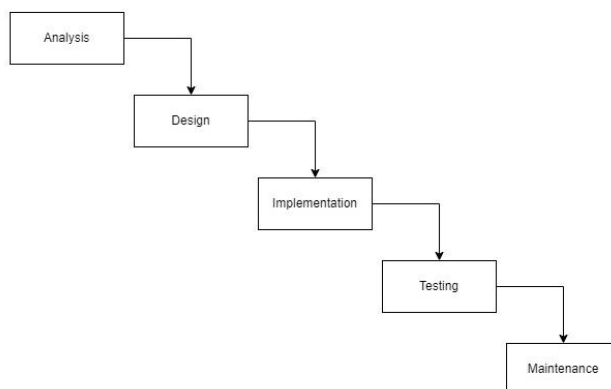 Analysis
Design
Implementation
Testing
Maintenance